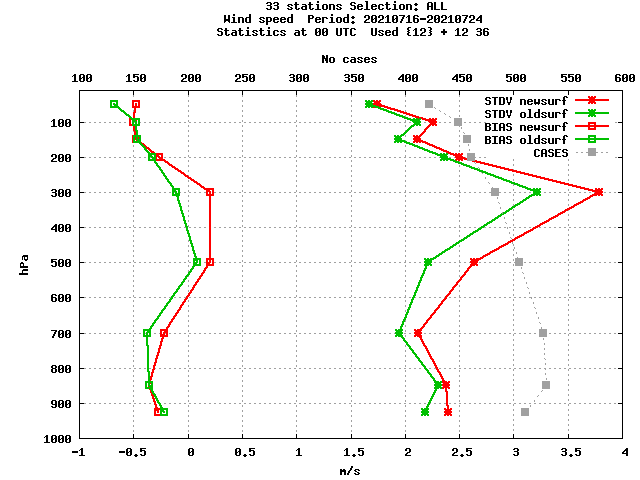 33 stations Selection: ALL
Wind speed  Period: 20210716-20210724
Statistics at 00 UTC  Used {12} + 12 36
No cases
100 150 200 250 300 350 400 450 500 550 600
STDV newsurf
STDV oldsurf
BIAS newsurf
BIAS oldsurf
CASES
100
200
300
400
500
600
700
800
900
1000
hPa
-1 -0.5 0 0.5 1 1.5 2 2.5 3 3.5 4
m/s